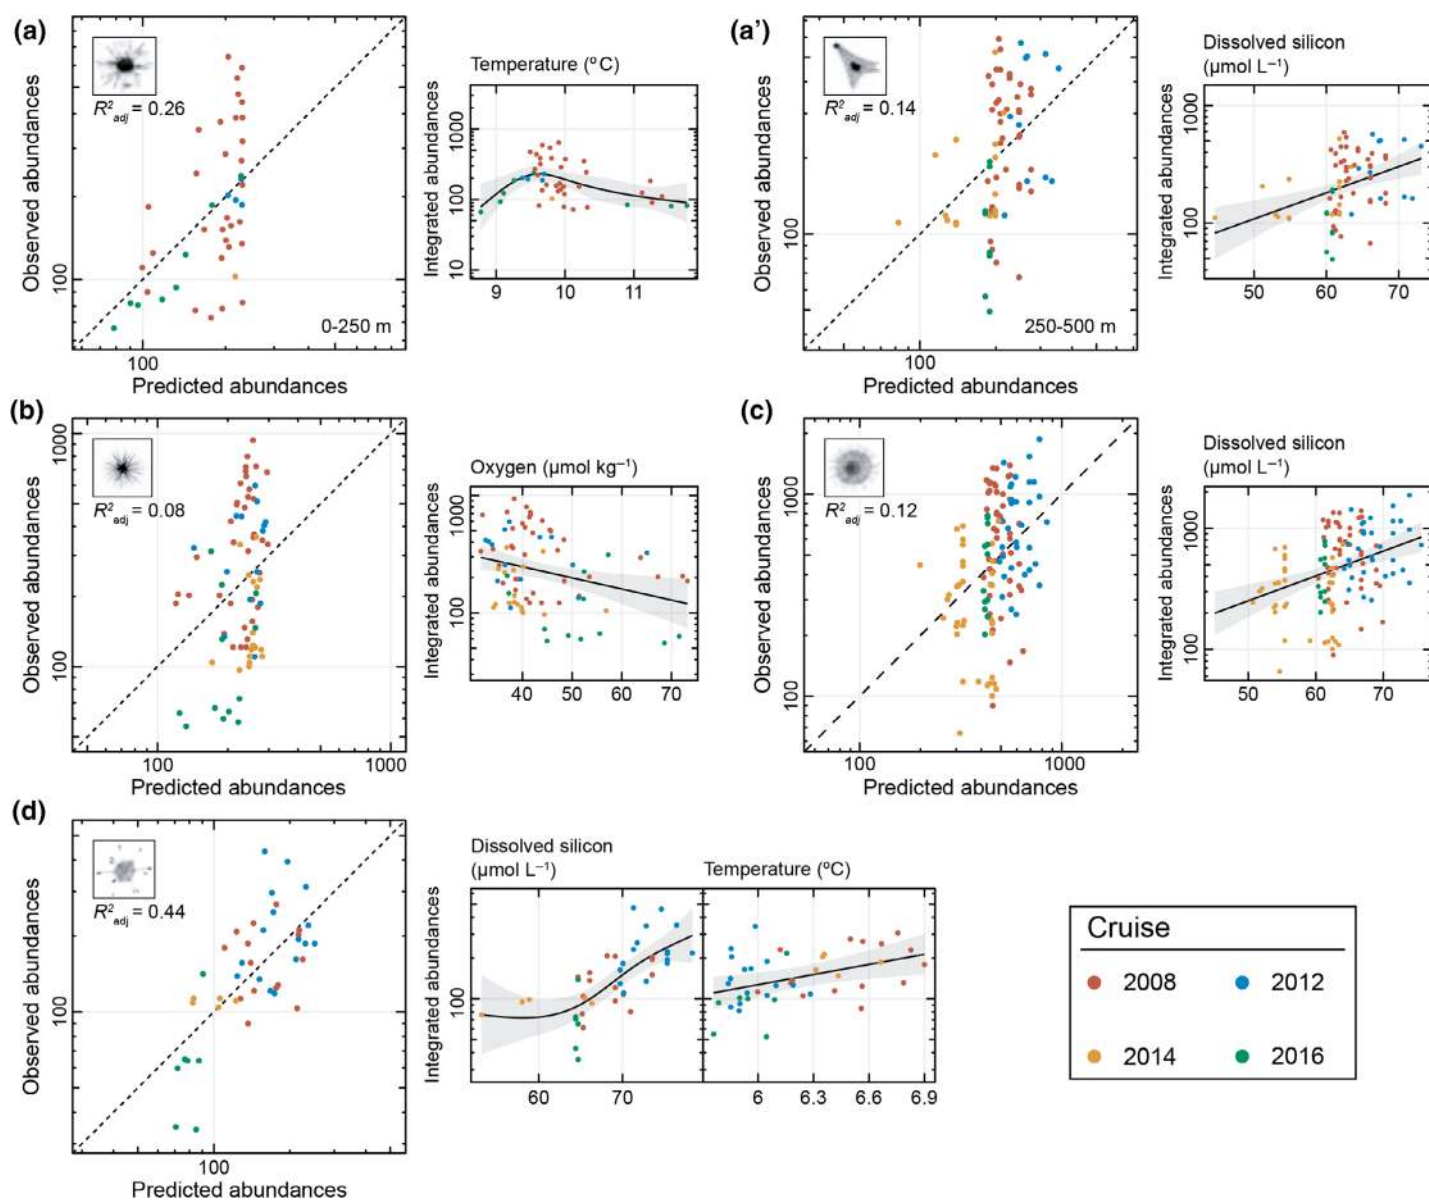 (a)
R²adj = 0.26
Observed abundances
100
0-250 m
100
Predicted abundances
Temperature (ºC)
Integrated abundances
1000
100
10
9 10 11
(a')
R²adj = 0.14
Observed abundances
100
250-500 m
100
Predicted abundances
Dissolved silicon
(µmol L⁻¹)
Integrated abundances
1000
100
50 60 70
(b)
R²adj = 0.08
Observed abundances
1000
100
100 1000
Predicted abundances
Oxygen (µmol kg⁻¹)
Integrated abundances
1000
100
40 50 60 70
(c)
R²adj = 0.12
Observed abundances
1000
100
100 1000
Predicted abundances
Dissolved silicon
(µmol L⁻¹)
Integrated abundances
1000
100
50 60 70
(d)
R²adj = 0.44
Observed abundances
100
100
Predicted abundances
Dissolved silicon
(µmol L⁻¹)
Integrated abundances
100
60 70
Temperature (ºC)
6 6.3 6.6 6.9
Cruise
2008 2012
2014 2016